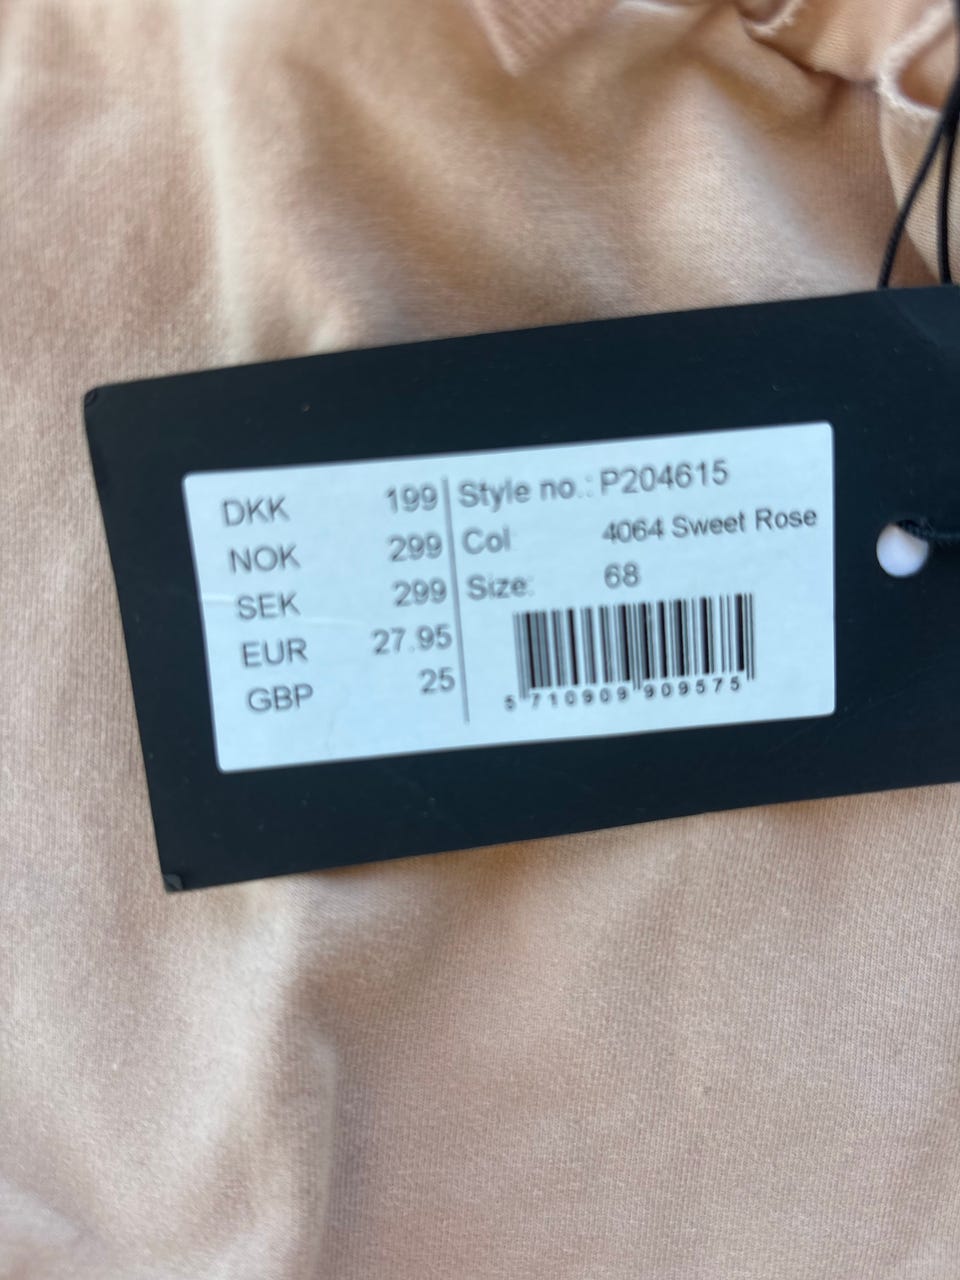 DKK 199
NOK 299
SEK 299
EUR 27.95
GBP 25
Style no.: P204615
Col 4064 Sweet Rose
Size: 68
5 710909 909575